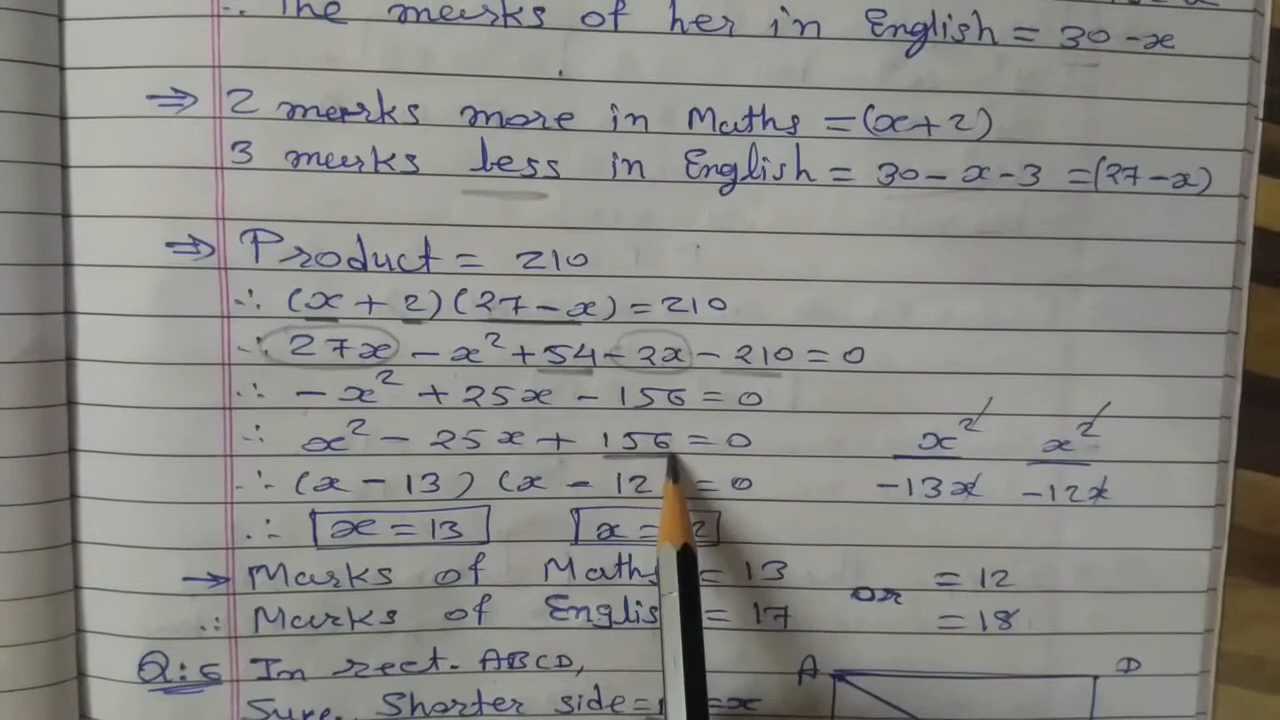 ∴ The marks of her in English = 30 - x
⇒ 2 marks more in Maths = (x+2)
3 marks less in English = 30 - x - 3 = (27 - x)
⇒ Product = 210
∴ (x + 2) (27 - x) = 210
∴ 27x - x² + 54 - 2x - 210 = 0
∴ - x² + 25x - 156 = 0
∴ x² - 25x + 156 = 0
x² x²
∴ (x - 13) (x - 12 = 0
-13x -12x
∴ x = 13 x = 2
→ Marks of Maths = 13 or = 12
∴ Marks of English = 17 = 18
Q:5 In rect. ABCD,
A D
Shorter side = = x